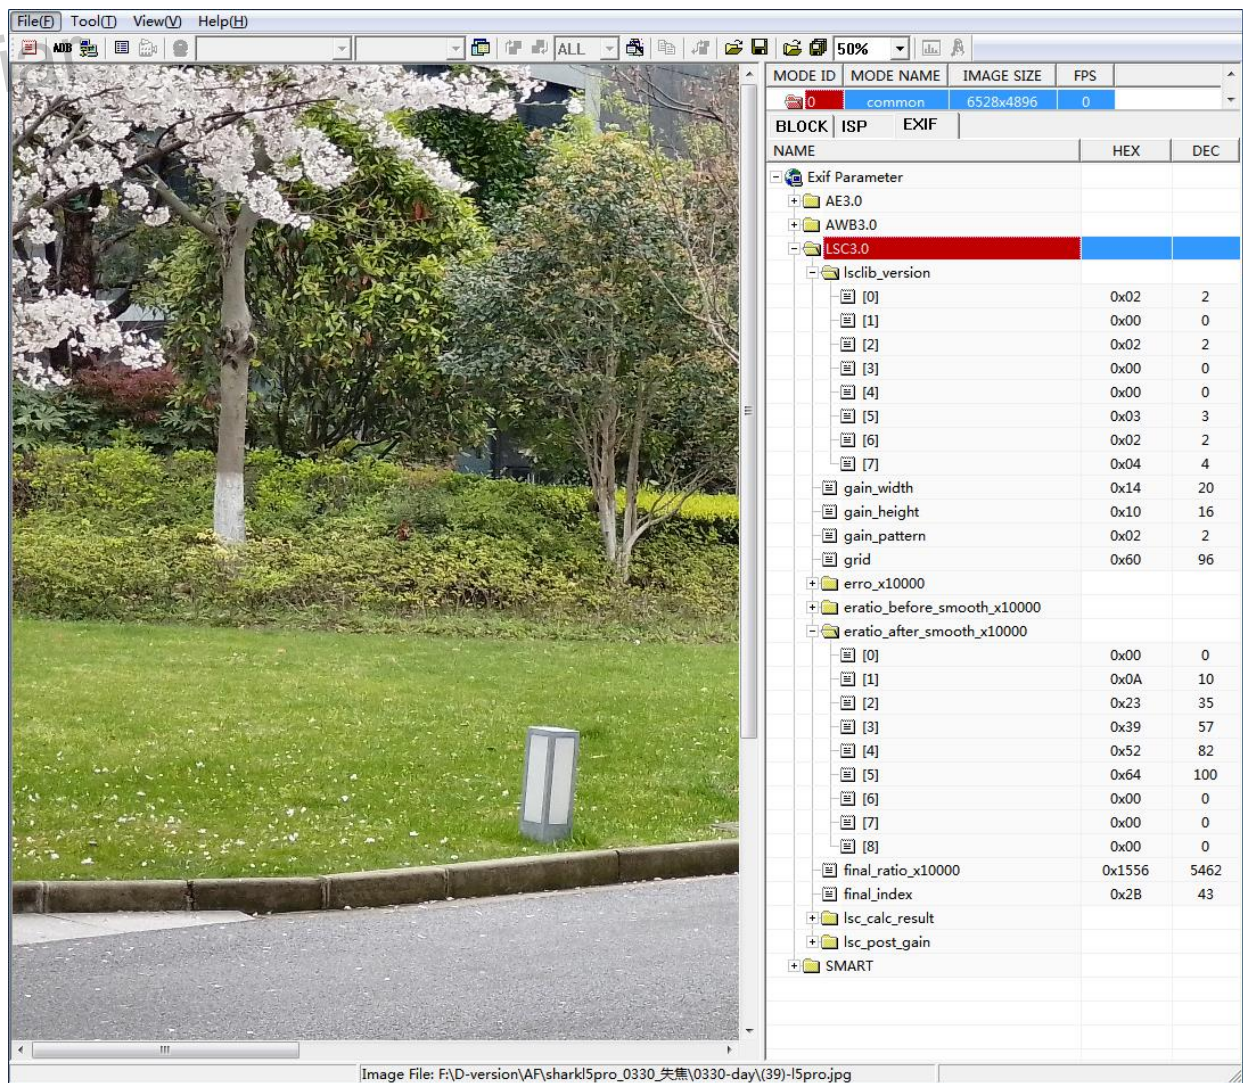 File(F) Tool(T) View(V) Help(H)
ADB ALL 50%
MODE ID MODE NAME IMAGE SIZE FPS
0 common 6528x4896 0
BLOCK ISP EXIF
NAME HEX DEC
Exif Parameter
AE3.0
AWB3.0
LSC3.0
lsclib_version
[0] 0x02 2
[1] 0x00 0
[2] 0x02 2
[3] 0x00 0
[4] 0x00 0
[5] 0x03 3
[6] 0x02 2
[7] 0x04 4
gain_width 0x14 20
gain_height 0x10 16
gain_pattern 0x02 2
grid 0x60 96
erro_x10000
eratio_before_smooth_x10000
eratio_after_smooth_x10000
[0] 0x00 0
[1] 0x0A 10
[2] 0x23 35
[3] 0x39 57
[4] 0x52 82
[5] 0x64 100
[6] 0x00 0
[7] 0x00 0
[8] 0x00 0
final_ratio_x10000 0x1556 5462
final_index 0x2B 43
lsc_calc_result
lsc_post_gain
SMART
Image File: F:\D-version\AF\sharkl5pro_0330_失焦\0330-day\(39)-l5pro.jpg